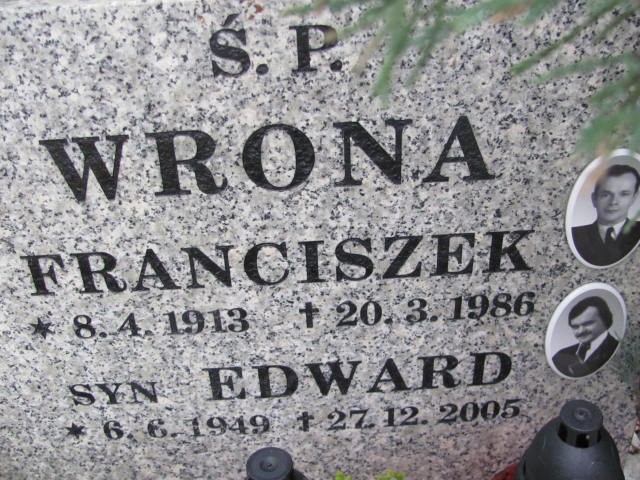 Ś. P.
WRONA
FRANCISZEK
* 8. 4. 1913 † 20. 3. 1986
SYN EDWARD
* 6. 6. 1949 † 27. 12. 2005